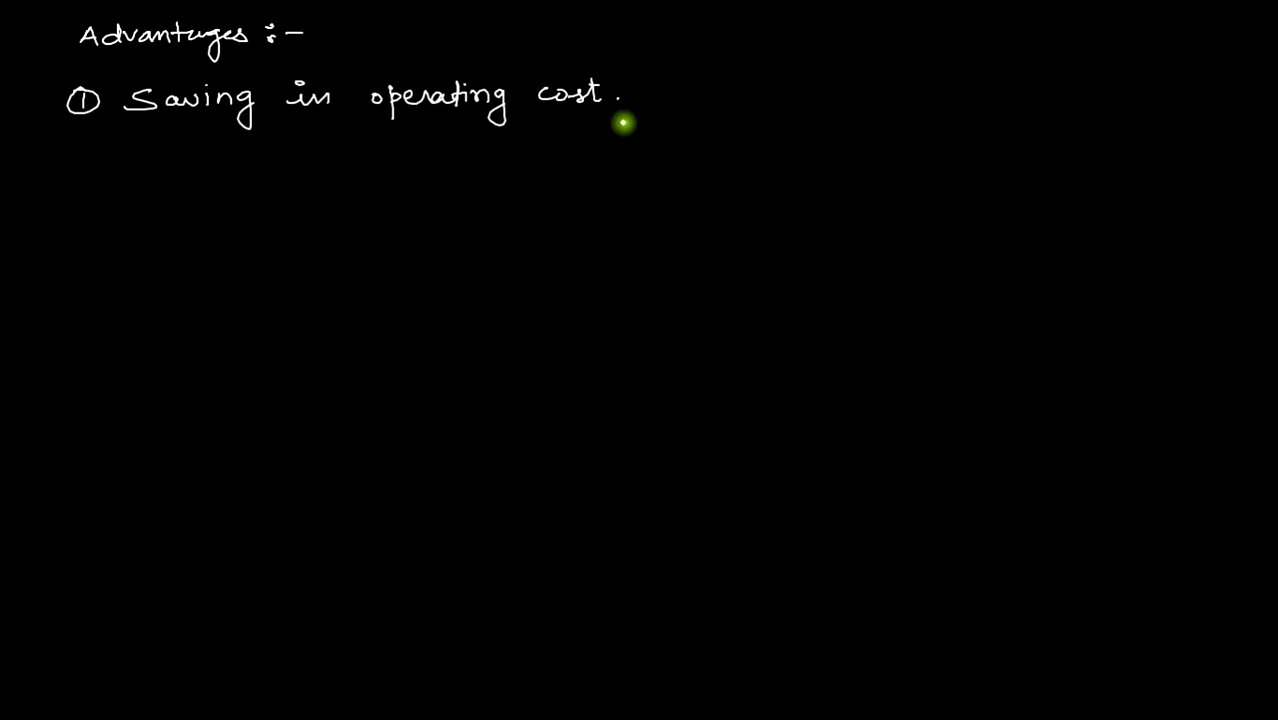 Advantages :-
① Saving in operating cost.